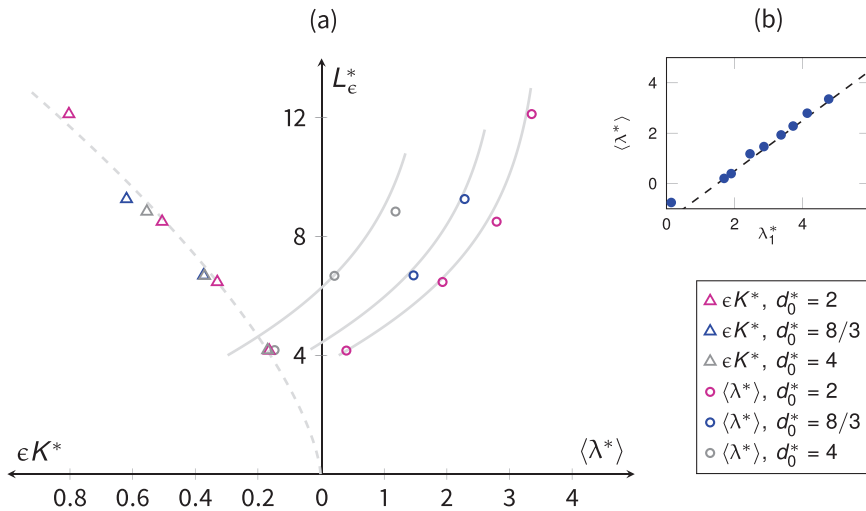 (a)
(b)
L*ϵ
12
8
4
ϵK*
⟨λ*⟩
0.8 0.6 0.4 0.2 0 1 2 3 4
⟨λ*⟩
4
2
0
0 2 4
λ*1
ϵK*, d*0 = 2
ϵK*, d*0 = 8/3
ϵK*, d*0 = 4
⟨λ*⟩, d*0 = 2
⟨λ*⟩, d*0 = 8/3
⟨λ*⟩, d*0 = 4